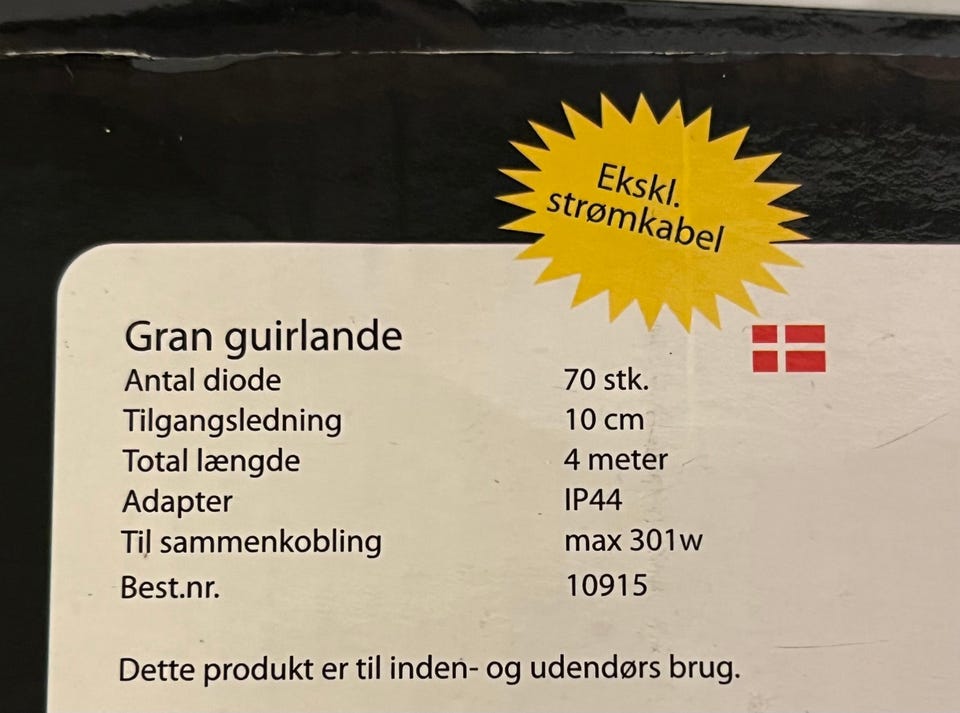 Ekskl.
strømkabel
Gran guirlande
Antal diode 70 stk.
Tilgangsledning 10 cm
Total længde 4 meter
Adapter IP44
Til sammenkobling max 301w
Best.nr. 10915
Dette produkt er til inden- og udendørs brug.